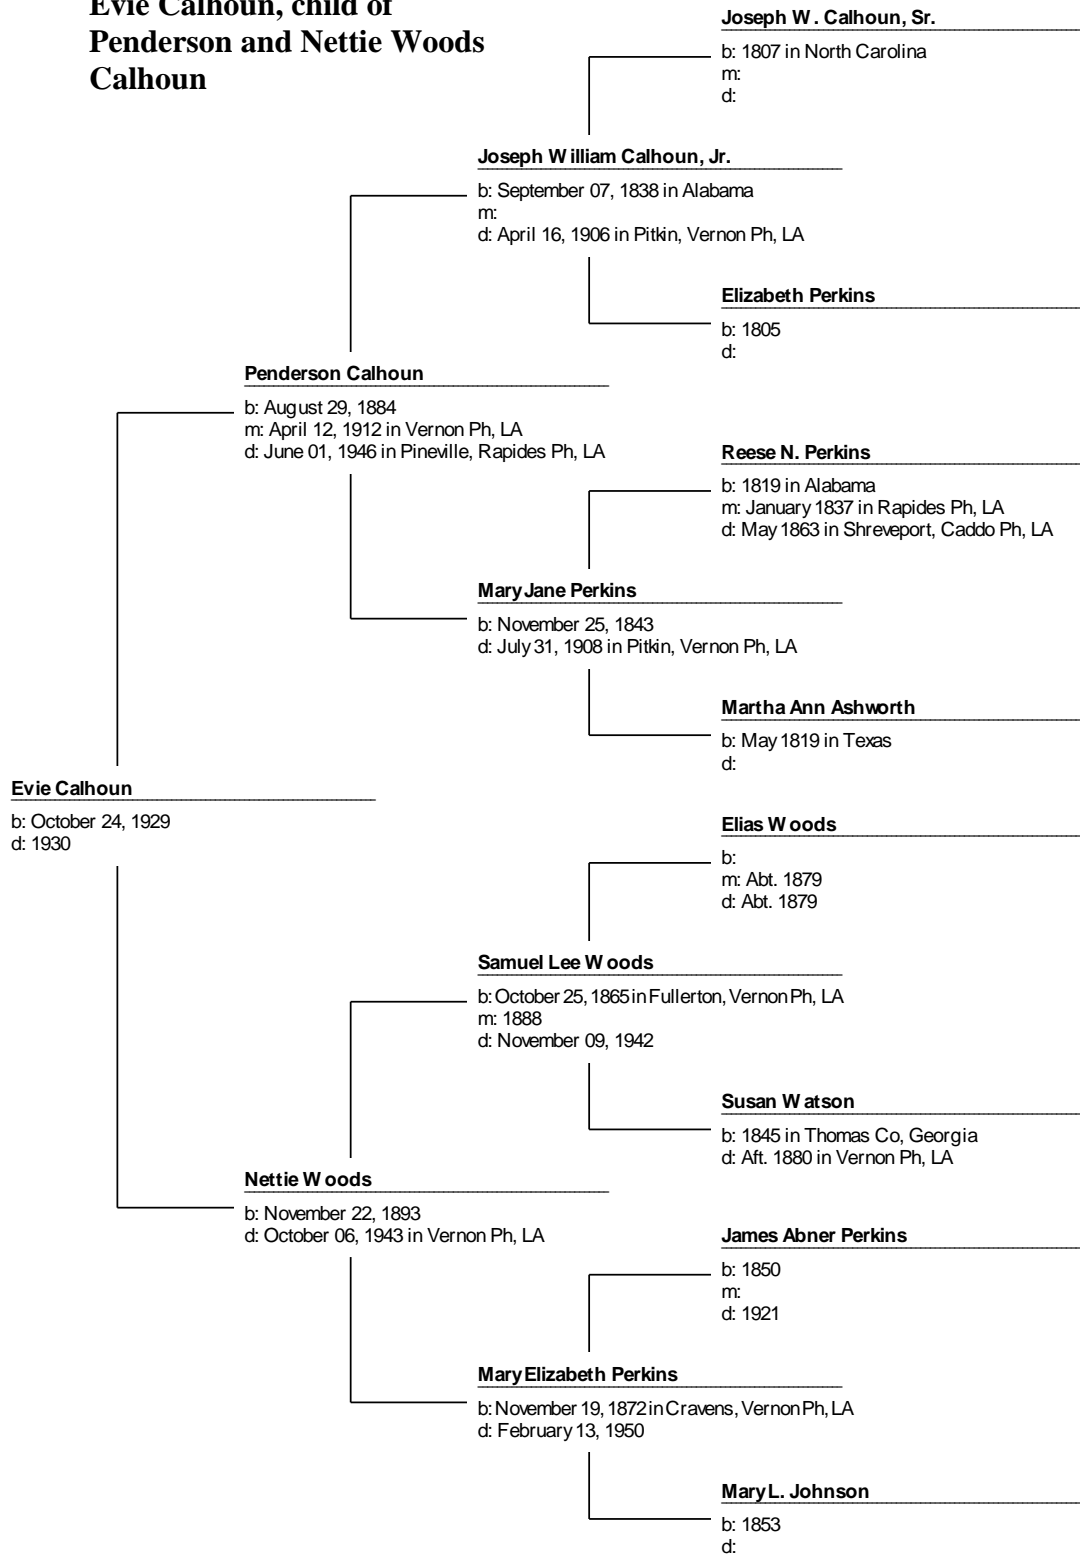 Evie Calhoun, child of
Penderson and Nettie Woods
Calhoun
Joseph W. Calhoun, Sr.
b: 1807 in North Carolina
m:
d:
Joseph William Calhoun, Jr.
b: September 07, 1838 in Alabama
m:
d: April 16, 1906 in Pitkin, Vernon Ph, LA
Elizabeth Perkins
b: 1805
d:
Penderson Calhoun
b: August 29, 1884
m: April 12, 1912 in Vernon Ph, LA
d: June 01, 1946 in Pineville, Rapides Ph, LA
Reese N. Perkins
b: 1819 in Alabama
m: January 1837 in Rapides Ph, LA
d: May 1863 in Shreveport, Caddo Ph, LA
Mary Jane Perkins
b: November 25, 1843
d: July 31, 1908 in Pitkin, Vernon Ph, LA
Martha Ann Ashworth
b: May 1819 in Texas
d:
Evie Calhoun
b: October 24, 1929
d: 1930
Elias Woods
b:
m: Abt. 1879
d: Abt. 1879
Samuel Lee Woods
b: October 25, 1865 in Fullerton, Vernon Ph, LA
m: 1888
d: November 09, 1942
Susan Watson
b: 1845 in Thomas Co, Georgia
d: Aft. 1880 in Vernon Ph, LA
Nettie Woods
b: November 22, 1893
d: October 06, 1943 in Vernon Ph, LA
James Abner Perkins
b: 1850
m:
d: 1921
Mary Elizabeth Perkins
b: November 19, 1872 in Cravens, Vernon Ph, LA
d: February 13, 1950
Mary L. Johnson
b: 1853
d: